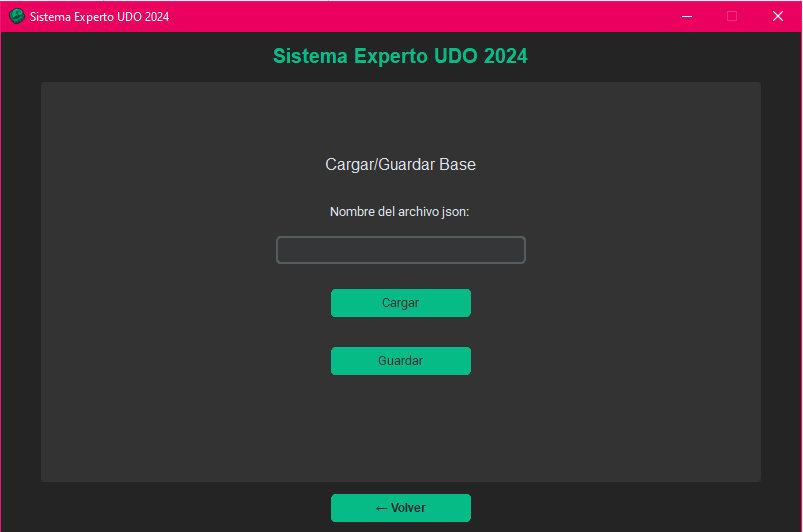 Sistema Experto UDO 2024
Sistema Experto UDO 2024
Cargar/Guardar Base
Nombre del archivo json:
Cargar
Guardar
← Volver